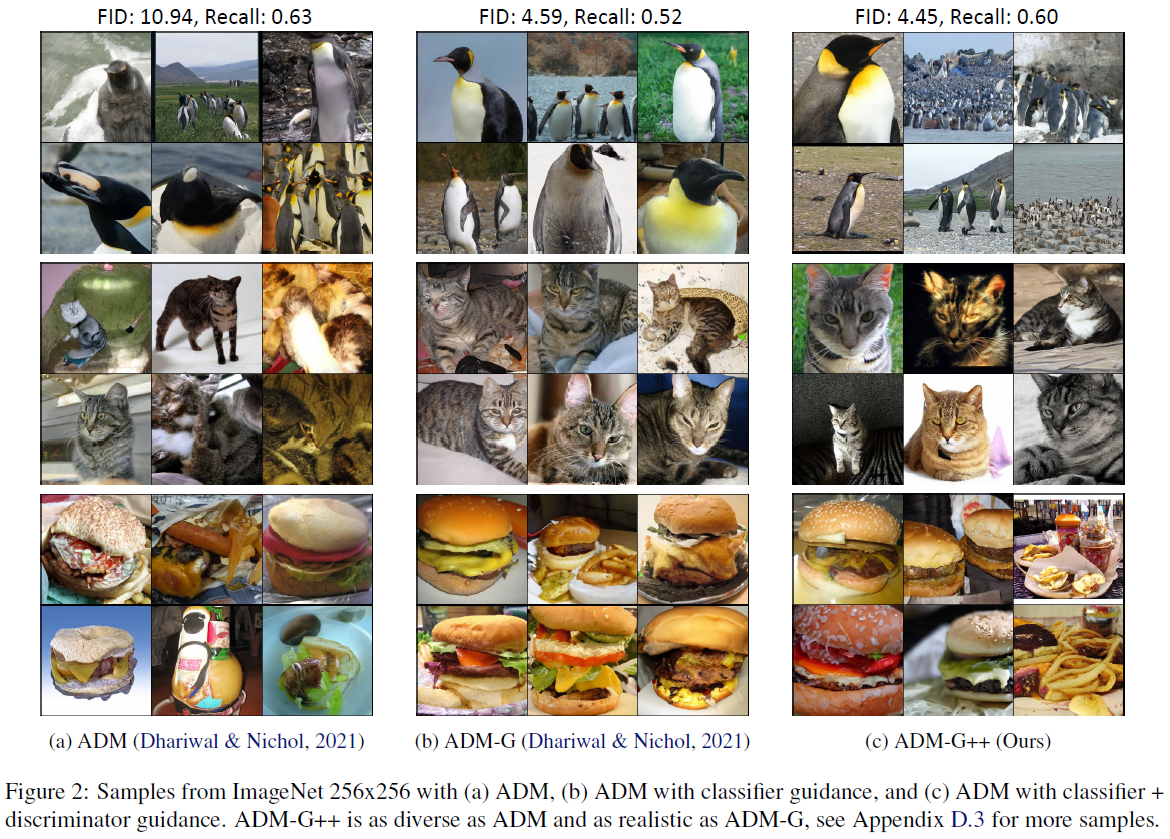 FID: 10.94, Recall: 0.63
FID: 4.59, Recall: 0.52
FID: 4.45, Recall: 0.60
(a) ADM (Dhariwal & Nichol, 2021)
(b) ADM-G (Dhariwal & Nichol, 2021)
(c) ADM-G++ (Ours)
Figure 2: Samples from ImageNet 256x256 with (a) ADM, (b) ADM with classifier guidance, and (c) ADM with classifier +
discriminator guidance. ADM-G++ is as diverse as ADM and as realistic as ADM-G, see Appendix D.3 for more samples.